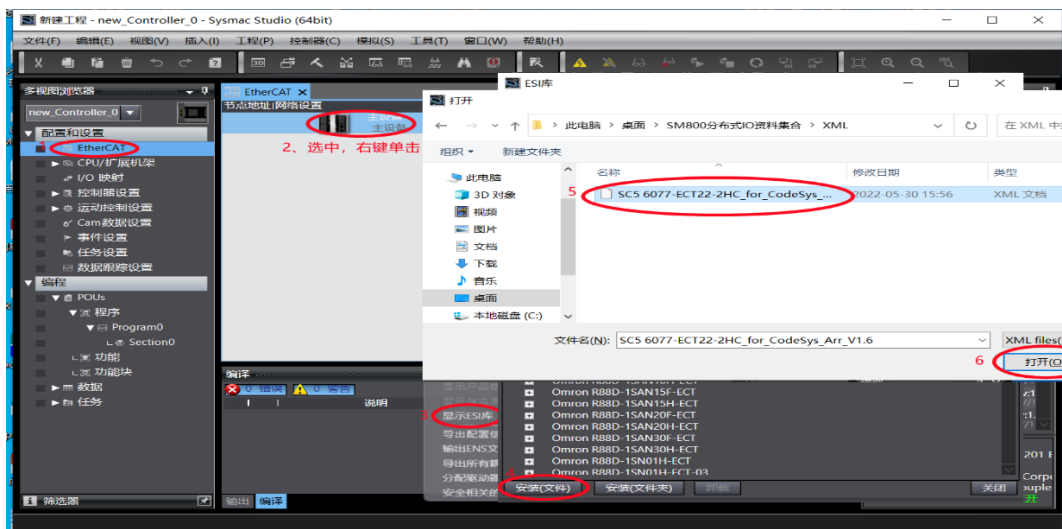 新建工程 - new_Controller_0 - Sysmac Studio (64bit)
文件(F) 编辑(E) 视图(V) 插入(I) 工程(P) 控制器(C) 模拟(S) 工具(T) 窗口(W) 帮助(H)
多视图浏览器
new_Controller_0
配置和设置
1
EtherCAT
CPU/扩展机架
I/O 映射
控制器设置
运动控制设置
Cam数据设置
事件设置
任务设置
数据跟踪设置
编程
POUs
程序
Program0
Section0
功能
功能块
数据
任务
筛选器
EtherCAT
节点地址|网络设置
主设备
主设备
2、选中，右键单击
编译
0 错误 0 警告
说明
输出 编译
ESI库
打开
此电脑 > 桌面 > SM800分布式IO资料集合 > XML
在 XML 中
组织 新建文件夹
此电脑
3D 对象
视频
图片
文档
下载
音乐
桌面
本地磁盘 (C:)
名称 修改日期 类型
5 SC5 6077-ECT22-2HC_for_CodeSys_... 2022-05-30 15:56 XML 文档
文件名(N): SC5 6077-ECT22-2HC_for_CodeSys_Arr_V1.6
XML files(
6 打开(O
显示ESI库
输出ENS文
导出所有
分配驱动器
安全相关的
Omron R88D-1SAN15F-ECT
Omron R88D-1SAN15H-ECT
Omron R88D-1SAN20F-ECT
Omron R88D-1SAN20H-ECT
Omron R88D-1SAN30F-ECT
Omron R88D-1SAN30H-ECT
Omron R88D-1SN01H-ECT
Omron R88D-1SN01H-ECT-03
4
安装(文件) 安装(文件夹) 卸载 关闭
201
Corp